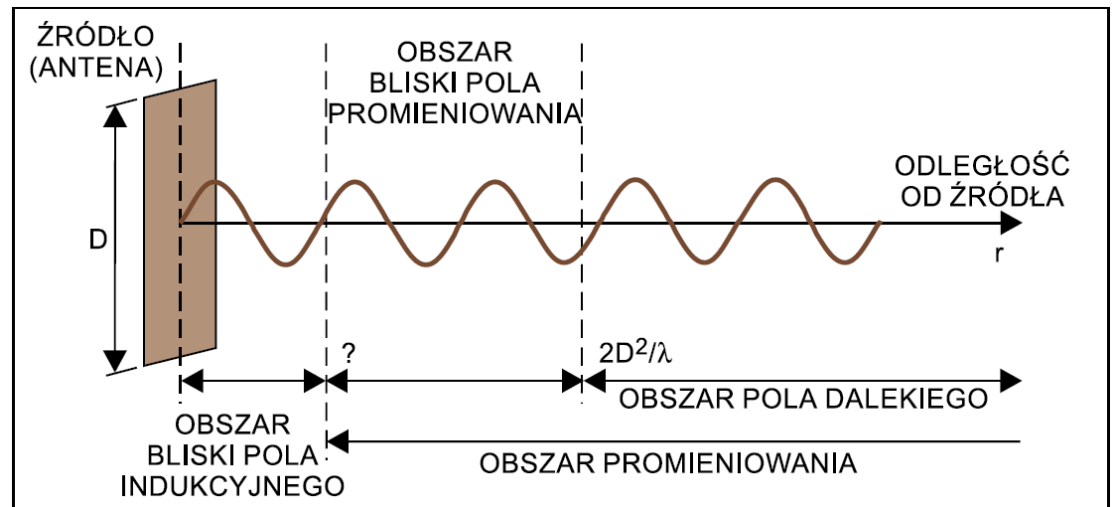 ŹRÓDŁO
(ANTENA)
OBSZAR
BLISKI POLA
PROMIENIOWANIA
ODLEGŁOŚĆ
OD ŹRÓDŁA
D
r
?
2D²/λ
OBSZAR POLA DALEKIEGO
OBSZAR
BLISKI POLA
INDUKCYJNEGO
OBSZAR PROMIENIOWANIA